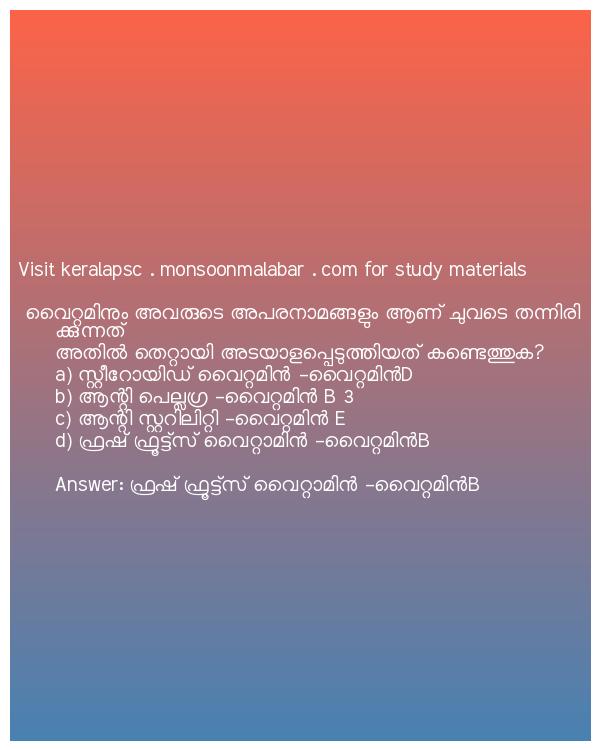 Visit keralapsc . monsoonmalabar . com for study materials
വൈറ്റമിനും അവരുടെ അപരനാമങ്ങളും ആണ് ചുവടെ തന്നിരി
ക്കുന്നത്
അതിൽ തെറ്റായി അടയാളപ്പെടുത്തിയത് കണ്ടെത്തുക?
a) സ്റ്റീറോയിഡ് വൈറ്റമിൻ -വൈറ്റമിൻD
b) ആന്റി പെല്ലഗ്ര -വൈറ്റമിൻ B 3
c) ആന്റി സ്റ്ററിലിറ്റി -വൈറ്റമിൻ E
d) ഫ്രഷ് ഫ്രൂട്ട്സ് വൈറ്റാമിൻ -വൈറ്റമിൻB
Answer: ഫ്രഷ് ഫ്രൂട്ട്സ് വൈറ്റാമിൻ -വൈറ്റമിൻB